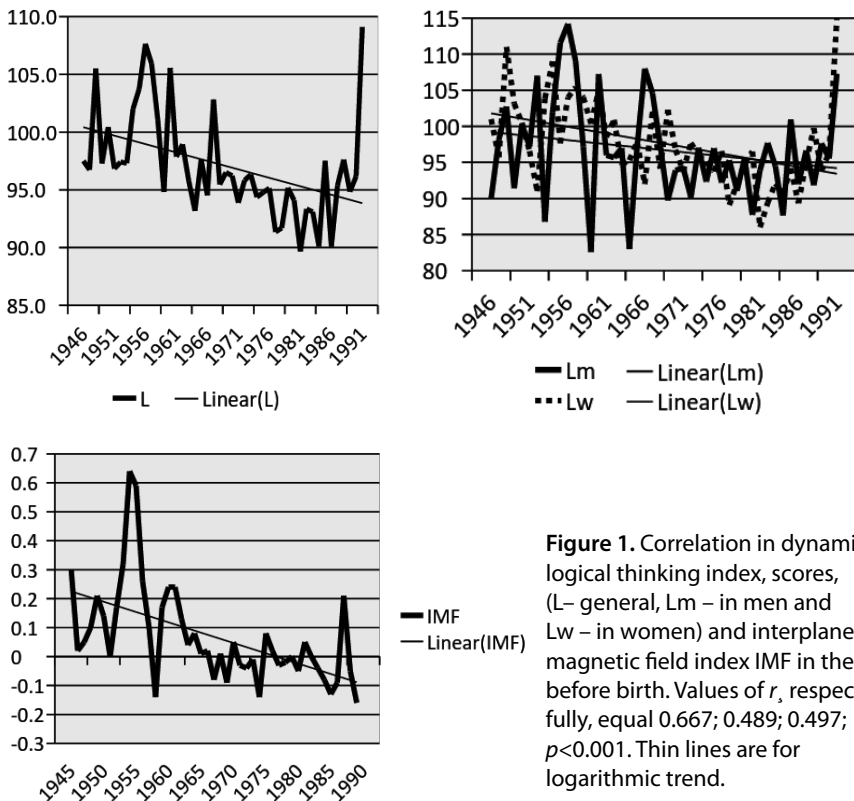 110.0
105.0
100.0
95.0
90.0
85.0
1946 1951 1956 1961 1966 1971 1976 1981 1986 1991
L Linear(L)
115
110
105
100
95
90
85
80
1946 1951 1956 1961 1966 1971 1976 1981 1986 1991
Lm Linear(Lm)
Lw Linear(Lw)
0.7
0.6
0.5
0.4
0.3
0.2
0.1
0
-0.1
-0.2
-0.3
1945 1950 1955 1960 1965 1970 1975 1980 1985 1990
IMF
Linear(IMF)
Figure 1. Correlation in dynami
logical thinking index, scores,
(L– general, Lm – in men and
Lw – in women) and interplane
magnetic field index IMF in the
before birth. Values of r¸ respec
fully, equal 0.667; 0.489; 0.497;
p<0.001. Thin lines are for
logarithmic trend.